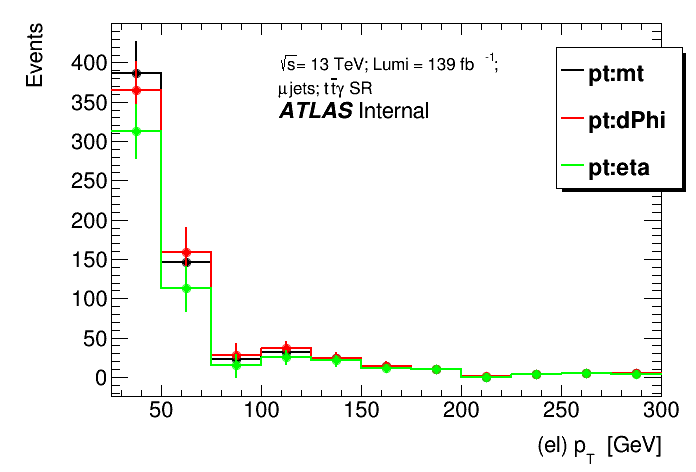 Events
√s= 13 TeV; Lumi = 139 fb -1;
μjets; tt̄γ SR
ATLAS Internal
pt:mt
pt:dPhi
pt:eta
400
350
300
250
200
150
100
50
0
50 100 150 200 250 300
(el) pT [GeV]